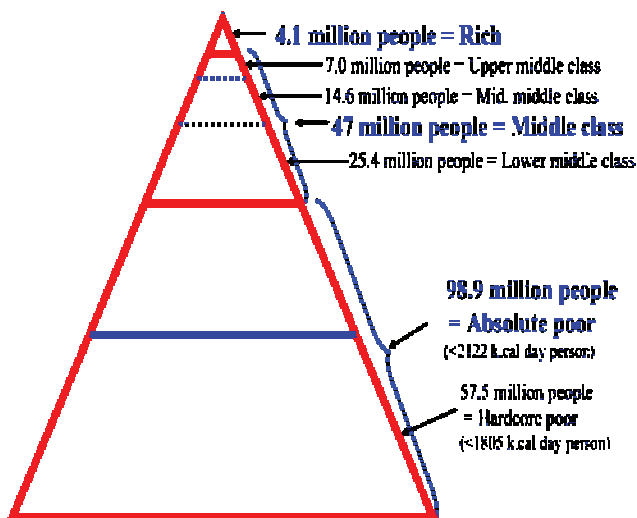 4.1 million people = Rich
7.0 million people = Upper middle class
14.6 million people = Mid. middle class
47 million people = Middle class
25.4 million people = Lower middle class
98.9 million people
= Absolute poor
(<2122 k.cal day person)
57.5 million people
= Hardcore poor
(<1805 k.cal day person)